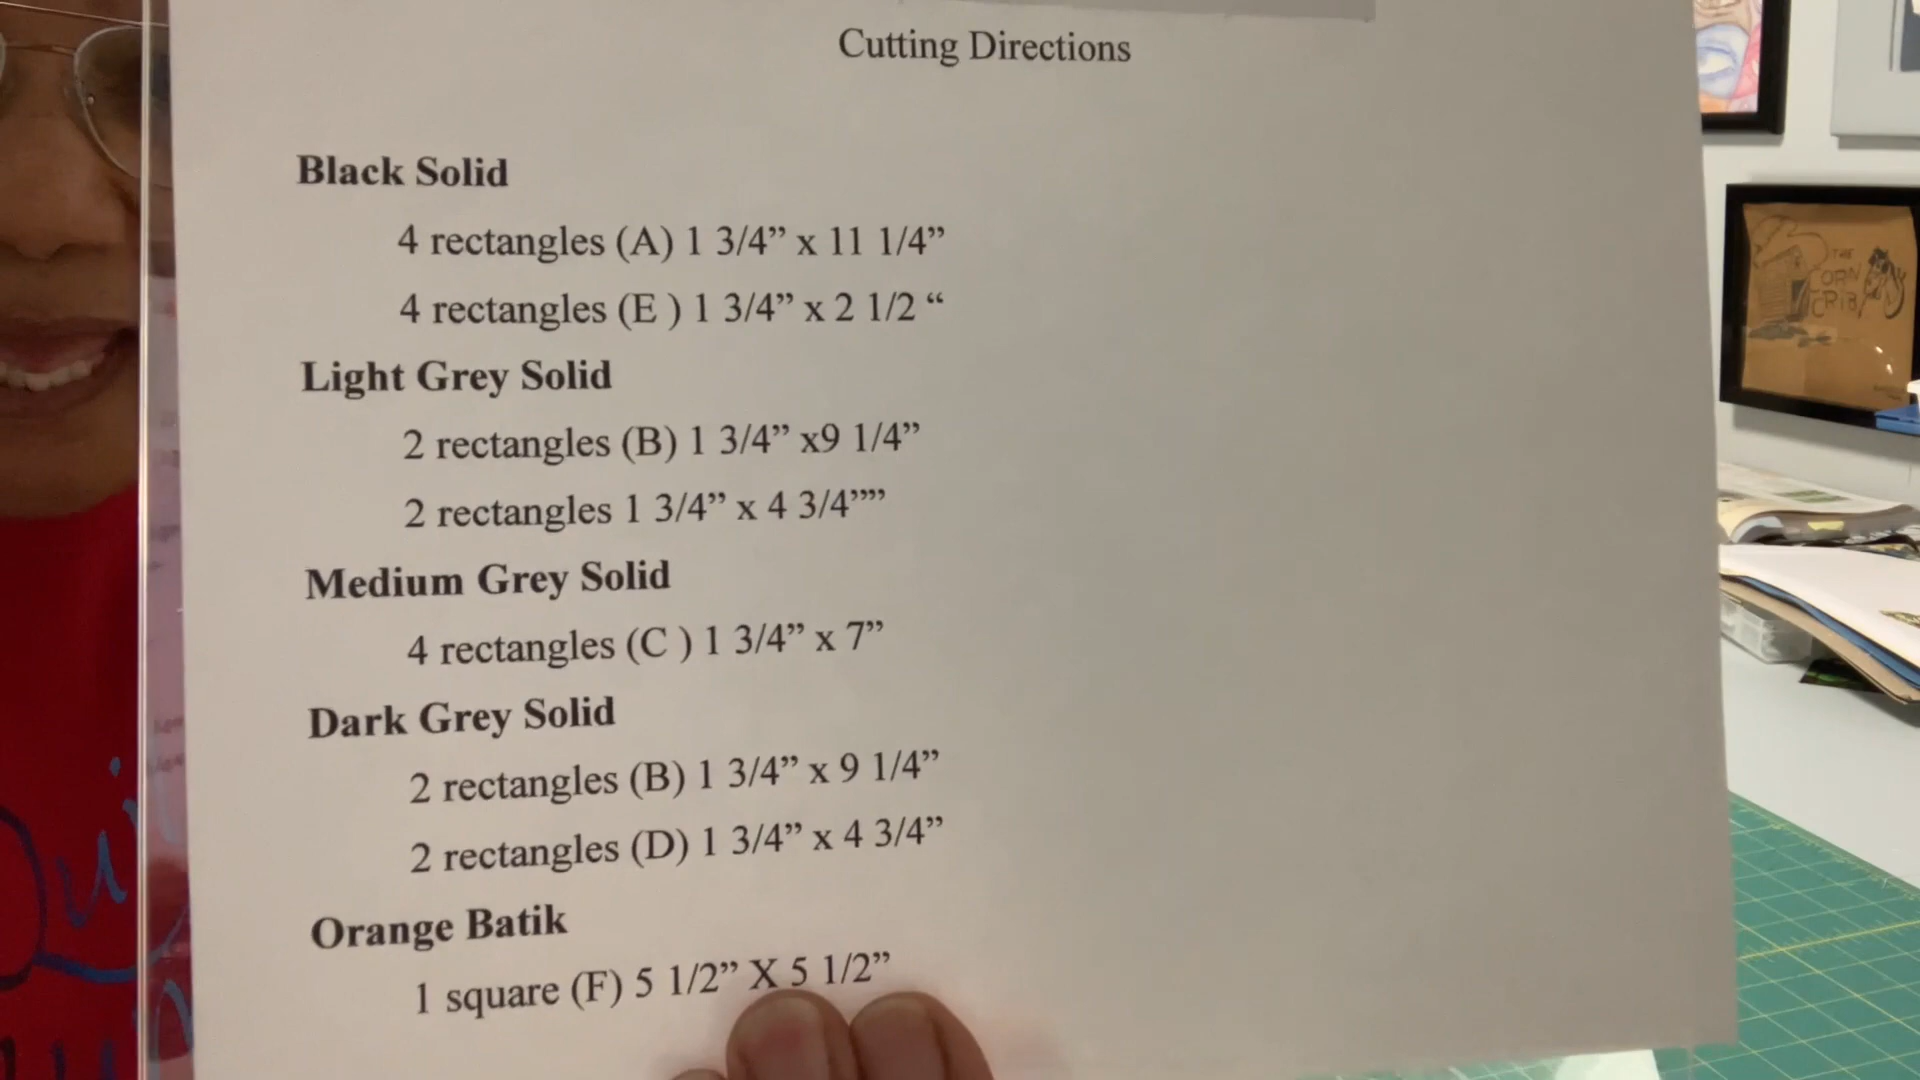 Cutting Directions
Black Solid
4 rectangles (A) 1 3/4” x 11 1/4”
4 rectangles (E ) 1 3/4” x 2 1/2 “
Light Grey Solid
2 rectangles (B) 1 3/4” x9 1/4”
2 rectangles 1 3/4” x 4 3/4””
Medium Grey Solid
4 rectangles (C ) 1 3/4” x 7”
Dark Grey Solid
2 rectangles (B) 1 3/4” x 9 1/4”
2 rectangles (D) 1 3/4” x 4 3/4”
Orange Batik
1 square (F) 5 1/2” X 5 1/2”
THE
CORN
CRIB